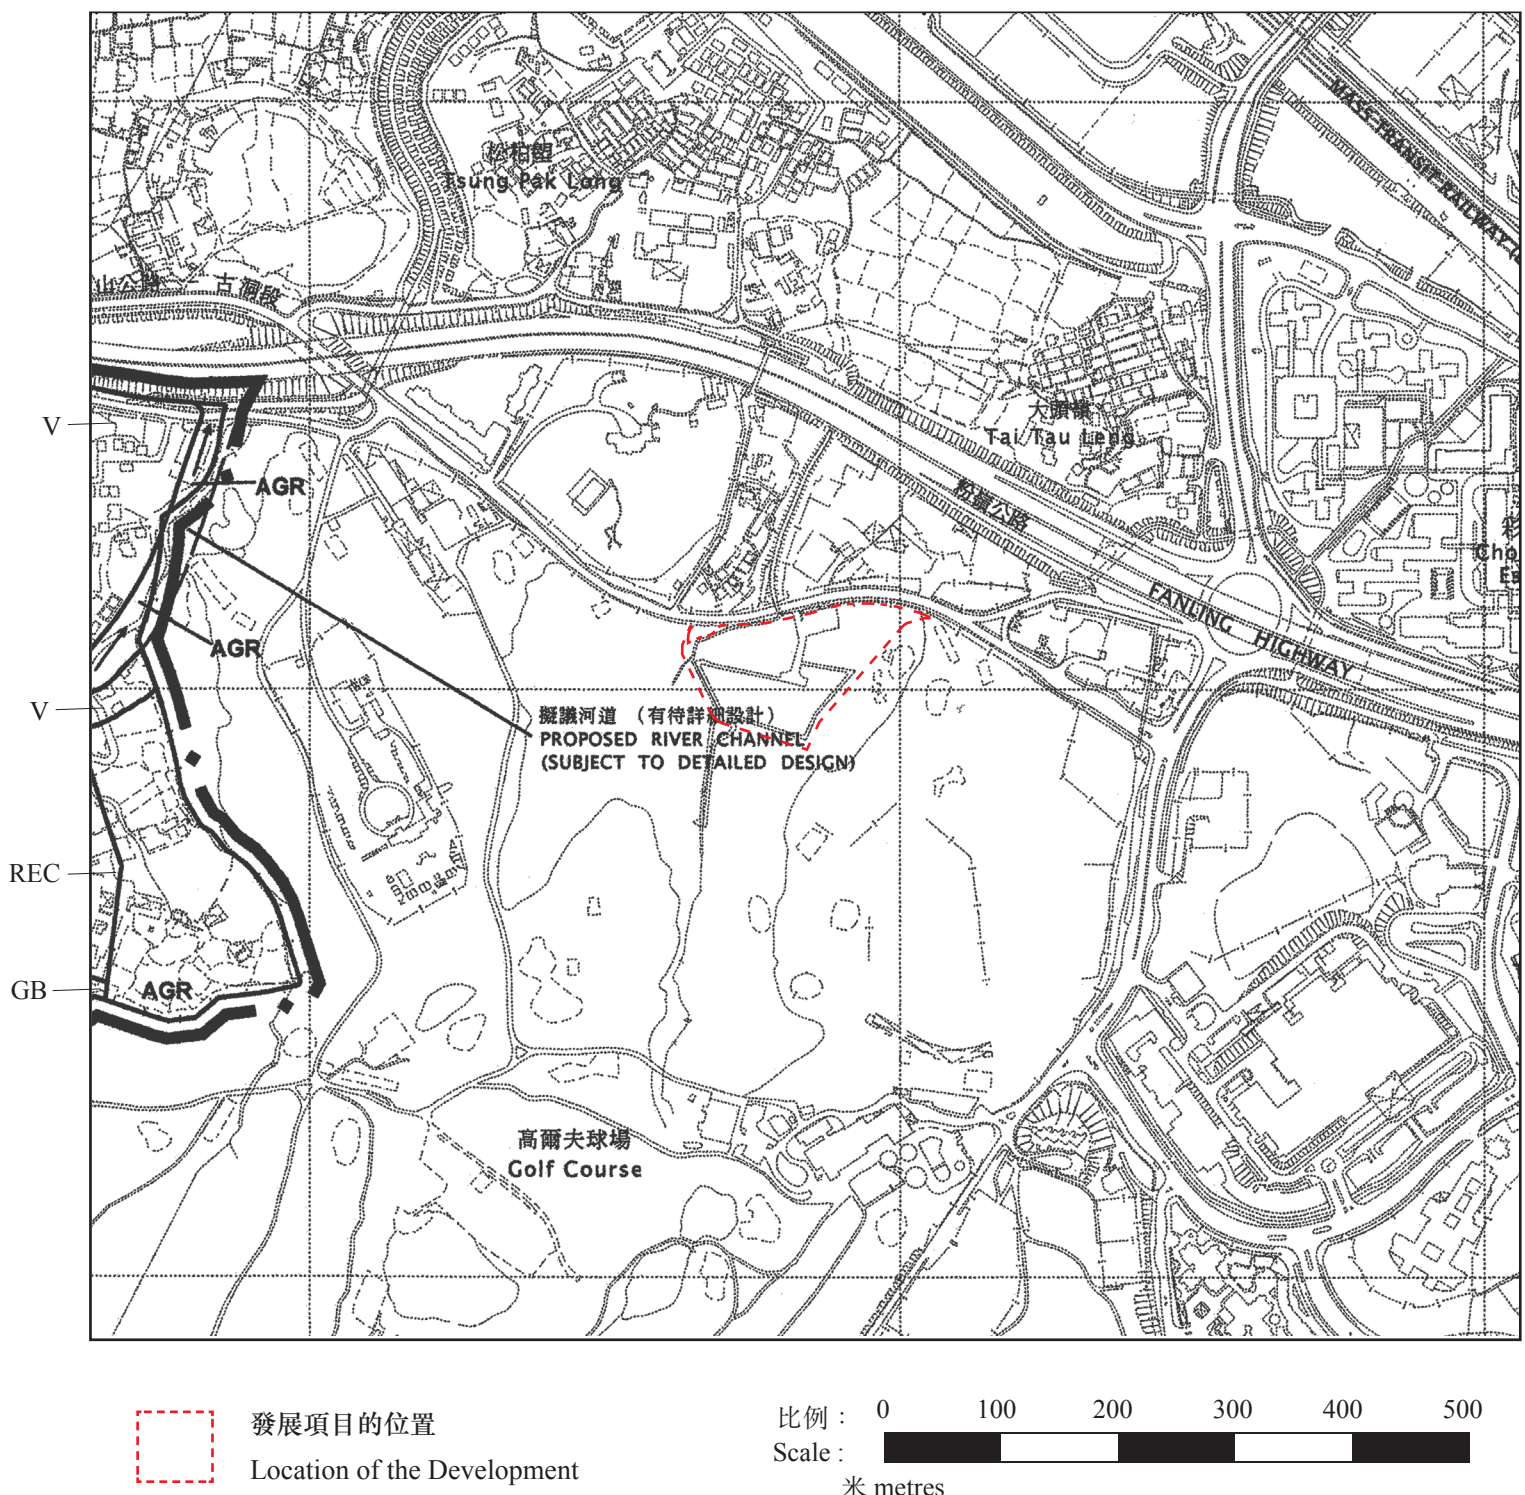 松柏塱
Tsung Pak Long
MASS TRANSIT RAILWAY
山公路 — 古洞段
V
AGR
大頭嶺
Tai Tau Leng
粉嶺公路
FANLING HIGHWAY
彩
Cho
Es
AGR
V
擬議河道 (有待詳細設計)
PROPOSED RIVER CHANNEL
(SUBJECT TO DETAILED DESIGN)
REC
GB
AGR
高爾夫球場
Golf Course
發展項目的位置
Location of the Development
比例 :
Scale :
0 100 200 300 400 500
米 metres